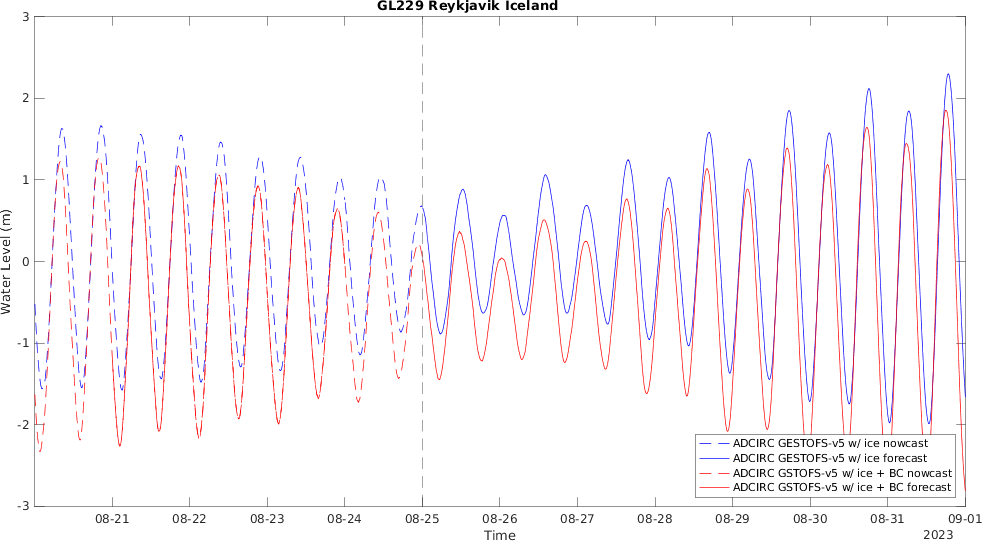 GL229 Reykjavik Iceland
3
2
1
0
-1
-2
-3
Water Level (m)
ADCIRC GESTOFS-v5 w/ ice nowcast
ADCIRC GESTOFS-v5 w/ ice forecast
ADCIRC GSTOFS-v5 w/ ice + BC nowcast
ADCIRC GSTOFS-v5 w/ ice + BC forecast
08-21 08-22 08-23 08-24 08-25 08-26 08-27 08-28 08-29 08-30 08-31 09-01
Time
2023